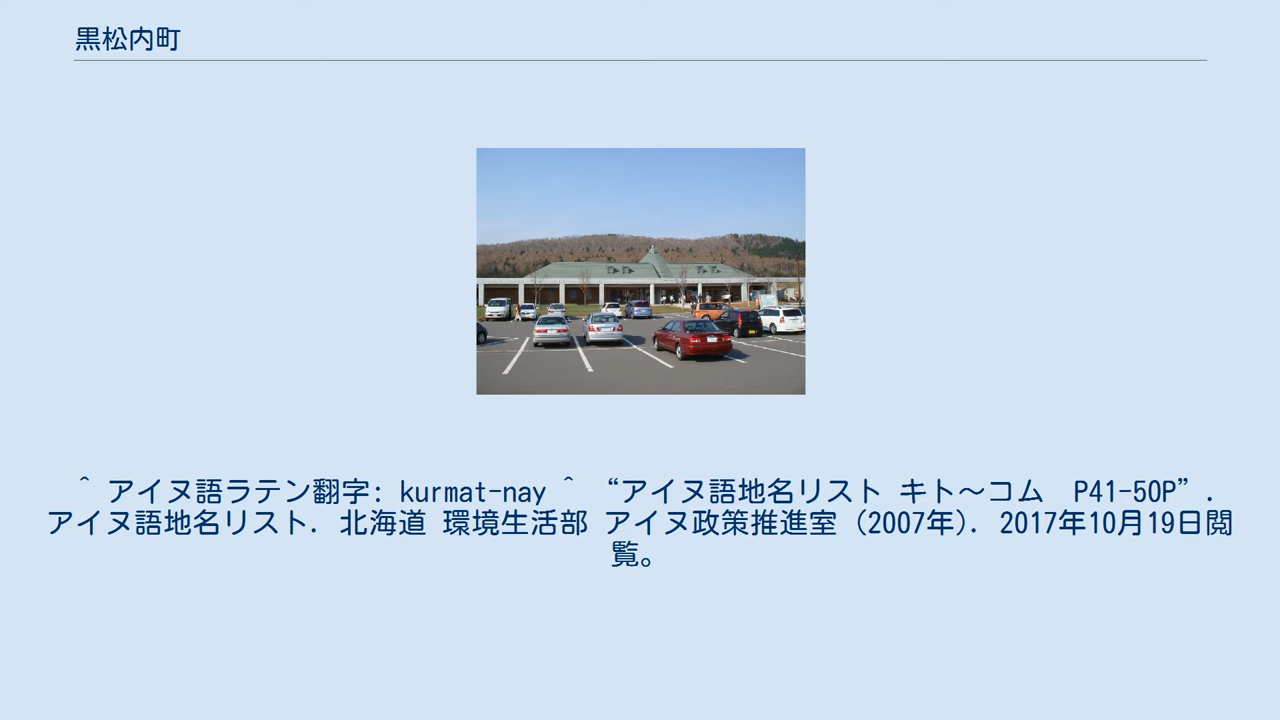 黒松内町
^ アイヌ語ラテン翻字: kurmat-nay ^ “アイヌ語地名リスト キト～コム　P41-50P”.
アイヌ語地名リスト. 北海道 環境生活部 アイヌ政策推進室 (2007年). 2017年10月19日閲
覧。